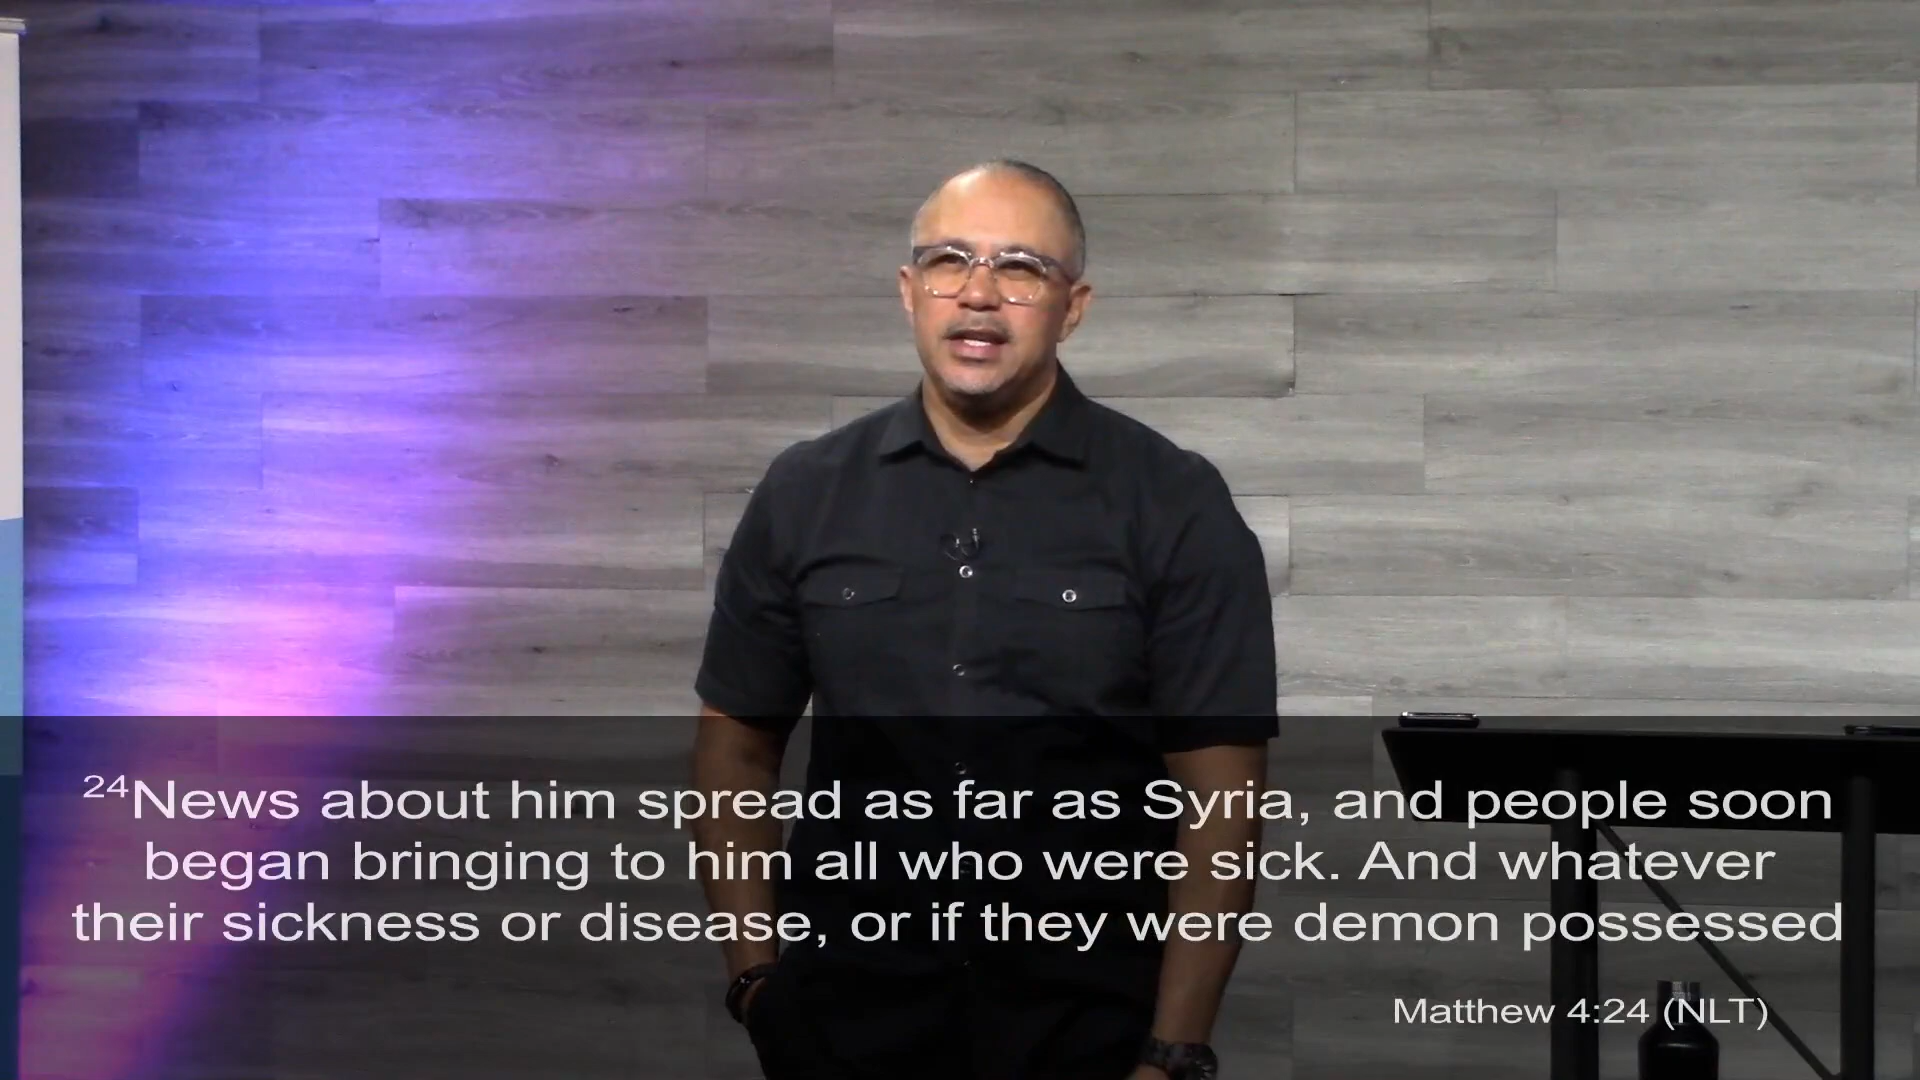 24News about him spread as far as Syria, and people soon
began bringing to him all who were sick. And whatever
their sickness or disease, or if they were demon possessed
Matthew 4:24 (NLT)